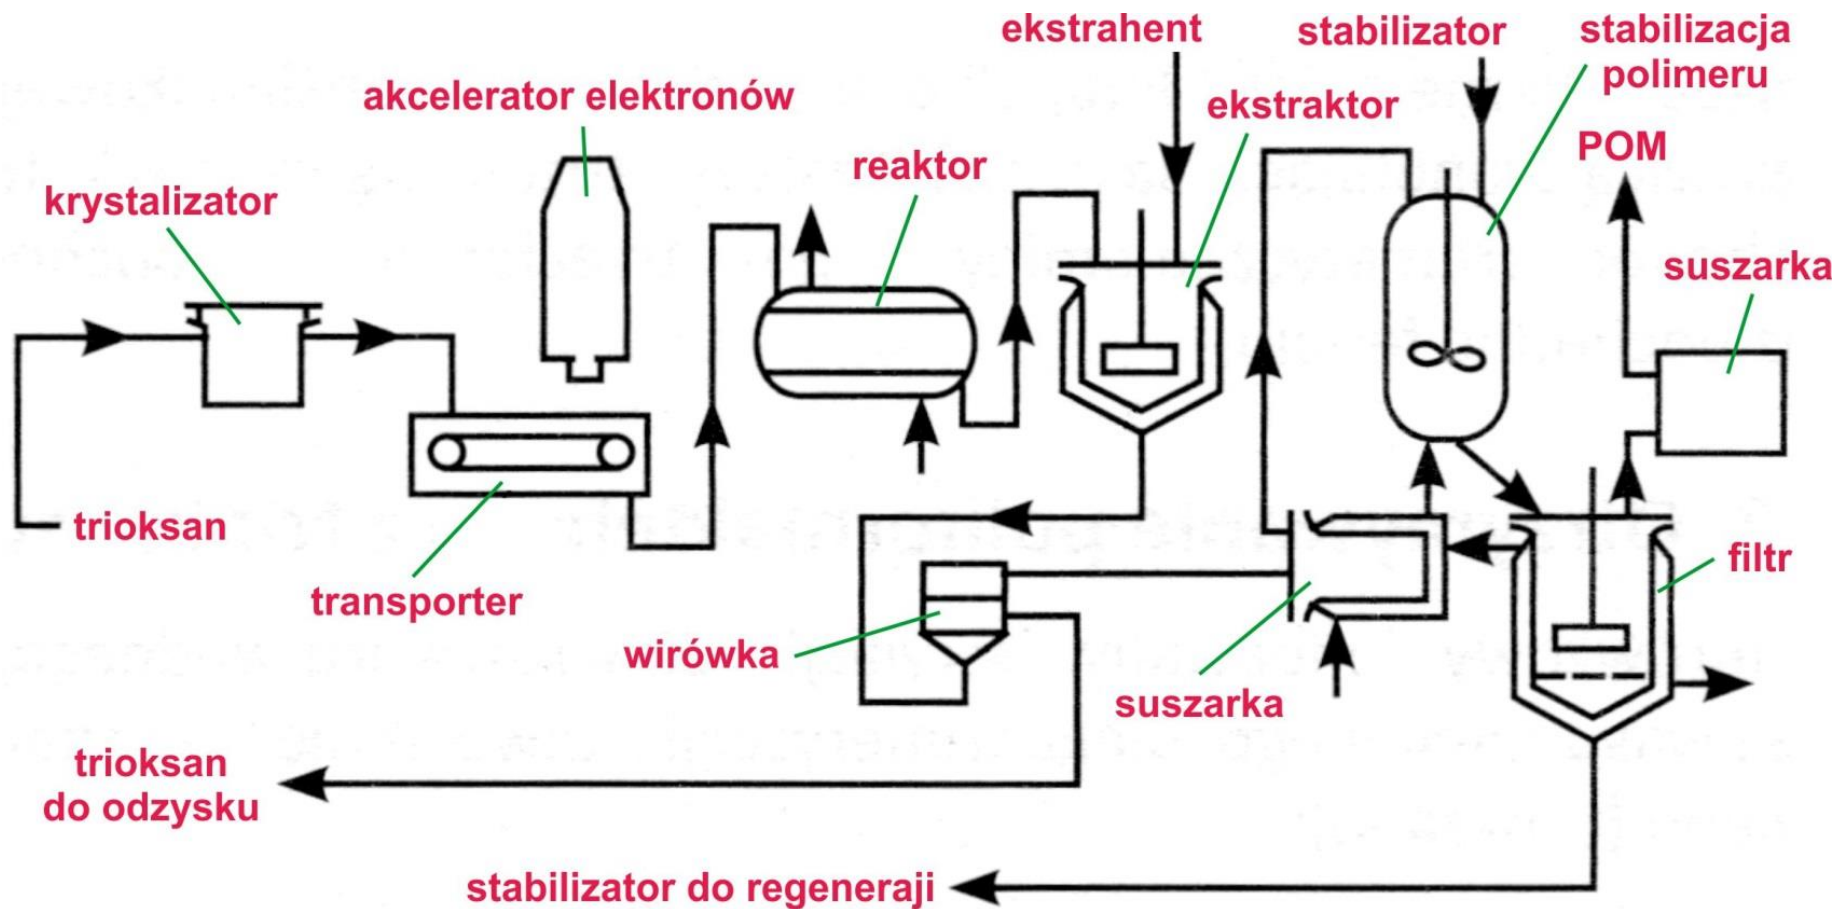 ekstrahent
stabilizator
stabilizacja
polimeru
akcelerator elektronów
ekstraktor
POM
reaktor
krystalizator
suszarka
trioksan
filtr
transporter
wirówka
suszarka
trioksan
do odzysku
stabilizator do regeneraji